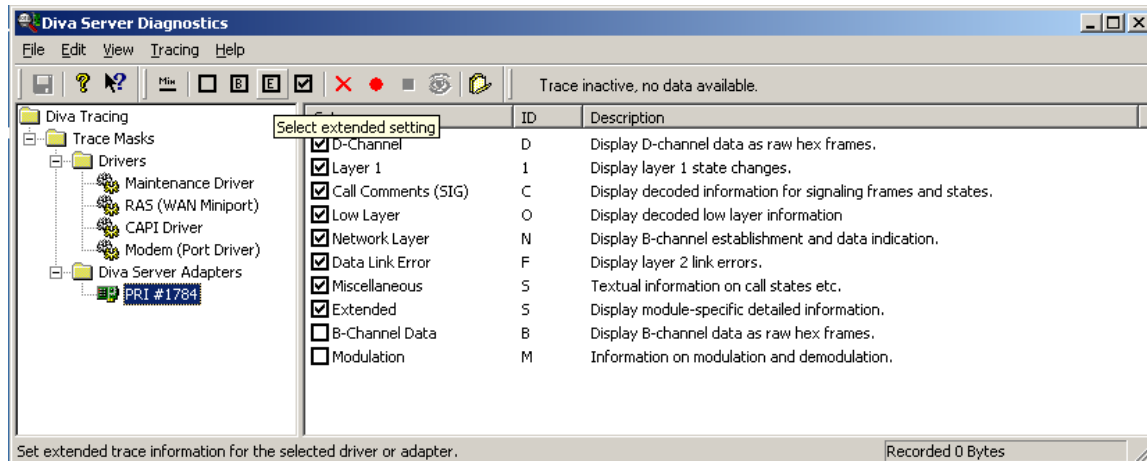 Diva Server Diagnostics
File Edit View Tracing Help
Mix B E Trace inactive, no data available.
Diva Tracing
Trace Masks
Drivers
Maintenance Driver
RAS (WAN Miniport)
CAPI Driver
Modem (Port Driver)
Diva Server Adapters
PRI #1784
Select extended setting
ID Description
D-Channel D Display D-channel data as raw hex frames.
Layer 1 1 Display layer 1 state changes.
Call Comments (SIG) C Display decoded information for signaling frames and states.
Low Layer O Display decoded low layer information
Network Layer N Display B-channel establishment and data indication.
Data Link Error F Display layer 2 link errors.
Miscellaneous S Textual information on call states etc.
Extended S Display module-specific detailed information.
B-Channel Data B Display B-channel data as raw hex frames.
Modulation M Information on modulation and demodulation.
Set extended trace information for the selected driver or adapter. Recorded 0 Bytes